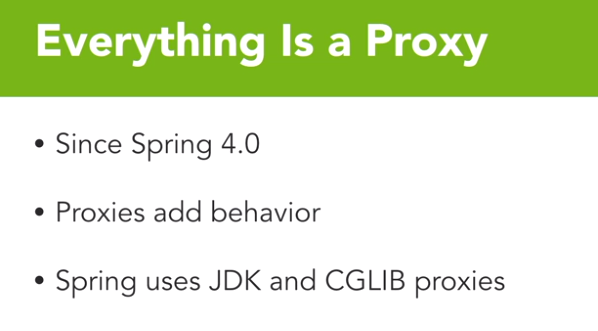 Everything Is a Proxy
• Since Spring 4.0
• Proxies add behavior
• Spring uses JDK and CGLIB proxies